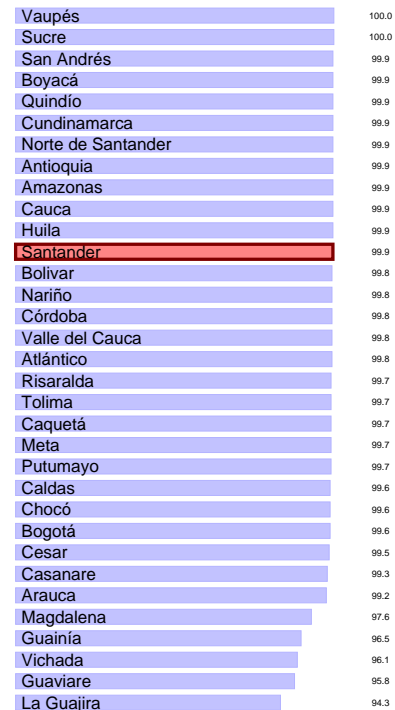 Vaupés 100.0
Sucre 100.0
San Andrés 99.9
Boyacá 99.9
Quindío 99.9
Cundinamarca 99.9
Norte de Santander 99.9
Antioquia 99.9
Amazonas 99.9
Cauca 99.9
Huila 99.9
Santander 99.9
Bolivar 99.8
Nariño 99.8
Córdoba 99.8
Valle del Cauca 99.8
Atlántico 99.8
Risaralda 99.7
Tolima 99.7
Caquetá 99.7
Meta 99.7
Putumayo 99.7
Caldas 99.6
Chocó 99.6
Bogotá 99.6
Cesar 99.5
Casanare 99.3
Arauca 99.2
Magdalena 97.6
Guainía 96.5
Vichada 96.1
Guaviare 95.8
La Guajira 94.3